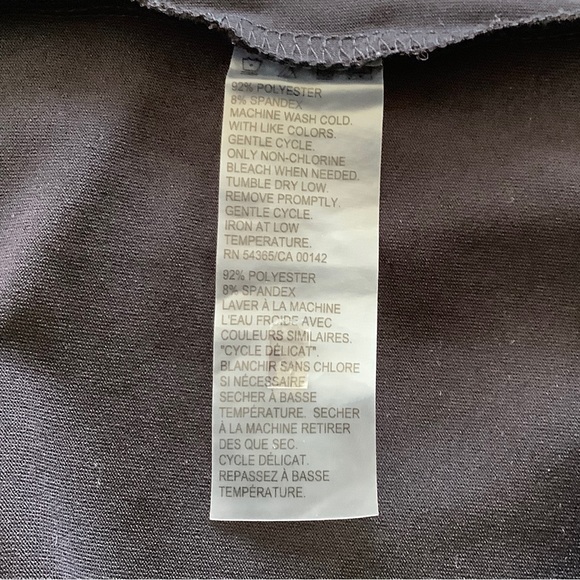 92% POLYESTER
8% SPANDEX
MACHINE WASH COLD.
WITH LIKE COLORS.
GENTLE CYCLE.
ONLY NON-CHLORINE
BLEACH WHEN NEEDED.
TUMBLE DRY LOW.
REMOVE PROMPTLY.
GENTLE CYCLE.
IRON AT LOW
TEMPERATURE.
RN 54365/CA 00142
92% POLYESTER
8% SPANDEX
LAVER À LA MACHINE
L'EAU FROIDE AVEC
COULEURS SIMILAIRES.
"CYCLE DÉLICAT".
BLANCHIR SANS CHLORE
SI NÉCESSAIRE
SECHER À BASSE
TEMPÉRATURE. SECHER
À LA MACHINE RETIRER
DES QUE SEC.
CYCLE DÉLICAT.
REPASSEZ À BASSE
TEMPÉRATURE.